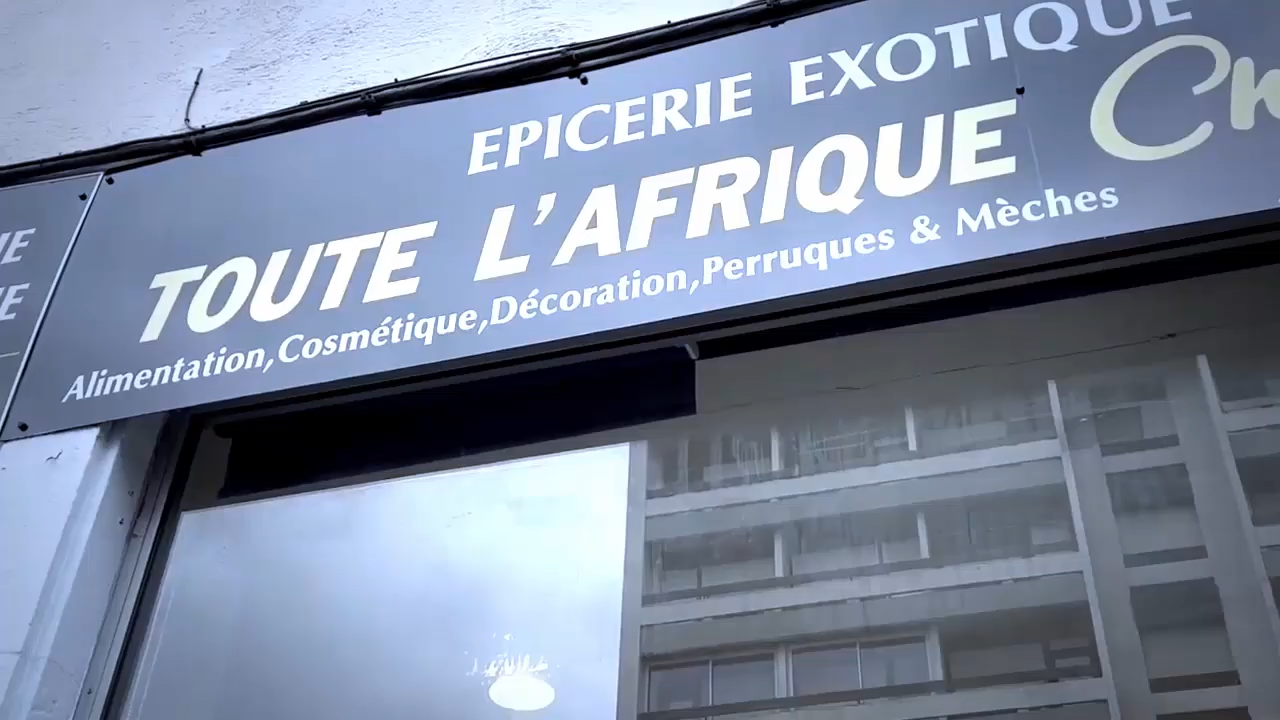 EPICERIE EXOTIQUE
TOUTE L'AFRIQUE
Alimentation,Cosmétique,Décoration,Perruques & Mèches